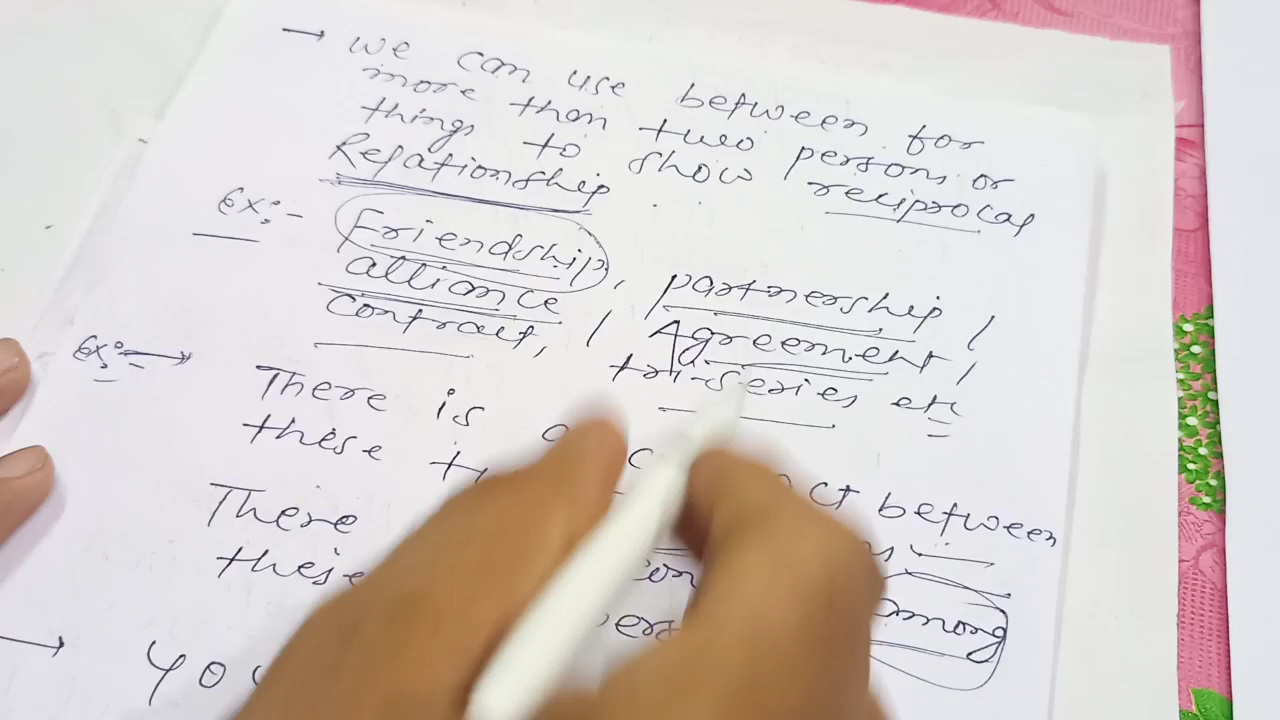 → we can use between for
more than two persons or
things to show reciprocal
Relationship
Ex:- Friendship, partnership,
alliance, Agreement,
contract, tri-series etc
Ex:-→ There is a between
these
There among
these
→ You